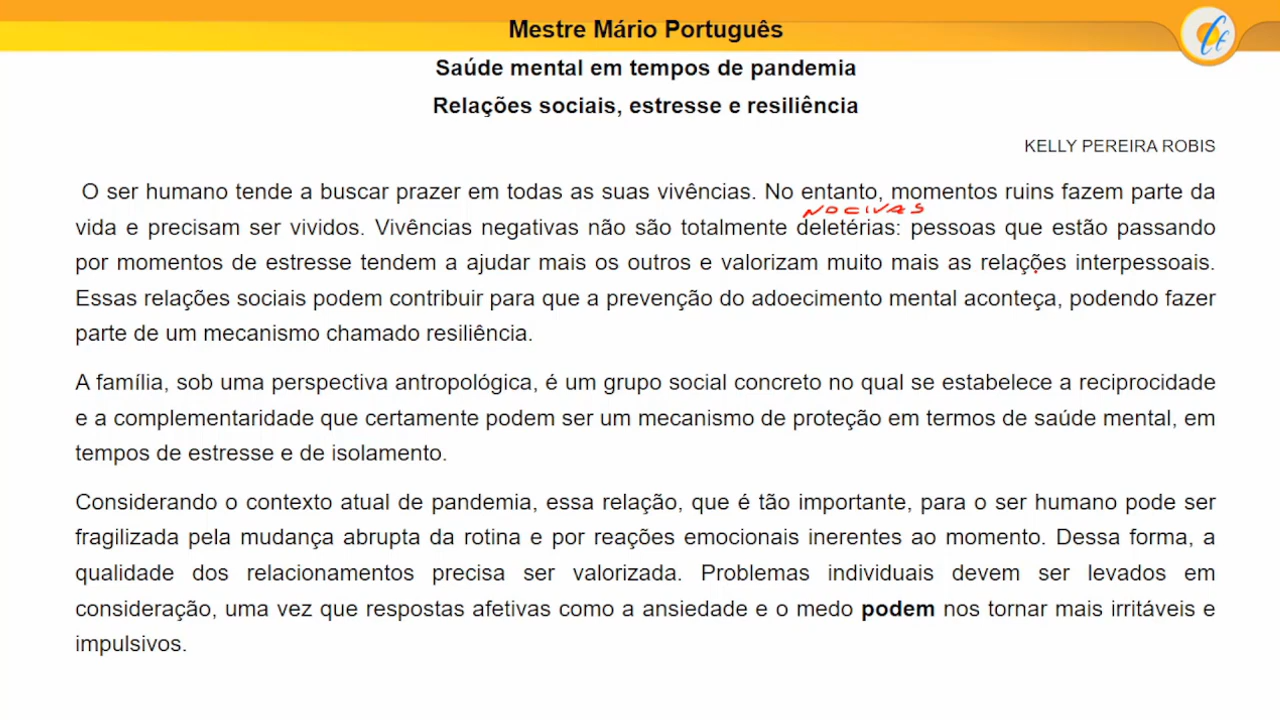 Mestre Mário Português
Saúde mental em tempos de pandemia
Relações sociais, estresse e resiliência
KELLY PEREIRA ROBIS
O ser humano tende a buscar prazer em todas as suas vivências. No entanto, momentos ruins fazem parte da
NOCIVAS
vida e precisam ser vividos. Vivências negativas não são totalmente deletérias: pessoas que estão passando
por momentos de estresse tendem a ajudar mais os outros e valorizam muito mais as relações interpessoais.
Essas relações sociais podem contribuir para que a prevenção do adoecimento mental aconteça, podendo fazer
parte de um mecanismo chamado resiliência.
A família, sob uma perspectiva antropológica, é um grupo social concreto no qual se estabelece a reciprocidade
e a complementaridade que certamente podem ser um mecanismo de proteção em termos de saúde mental, em
tempos de estresse e de isolamento.
Considerando o contexto atual de pandemia, essa relação, que é tão importante, para o ser humano pode ser
fragilizada pela mudança abrupta da rotina e por reações emocionais inerentes ao momento. Dessa forma, a
qualidade dos relacionamentos precisa ser valorizada. Problemas individuais devem ser levados em
consideração, uma vez que respostas afetivas como a ansiedade e o medo podem nos tornar mais irritáveis e
impulsivos.